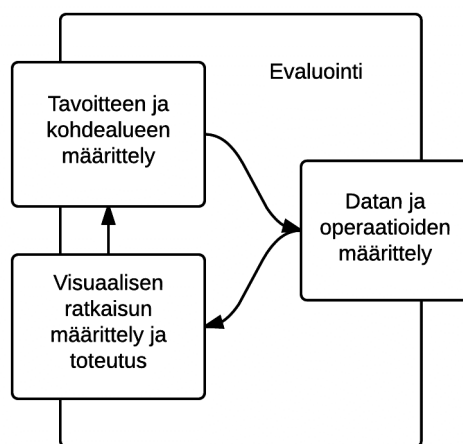 Evaluointi
Tavoitteen ja
kohdealueen
määrittely
Datan ja
operaatioiden
määrittely
Visuaalisen
ratkaisun
määrittely ja
toteutus